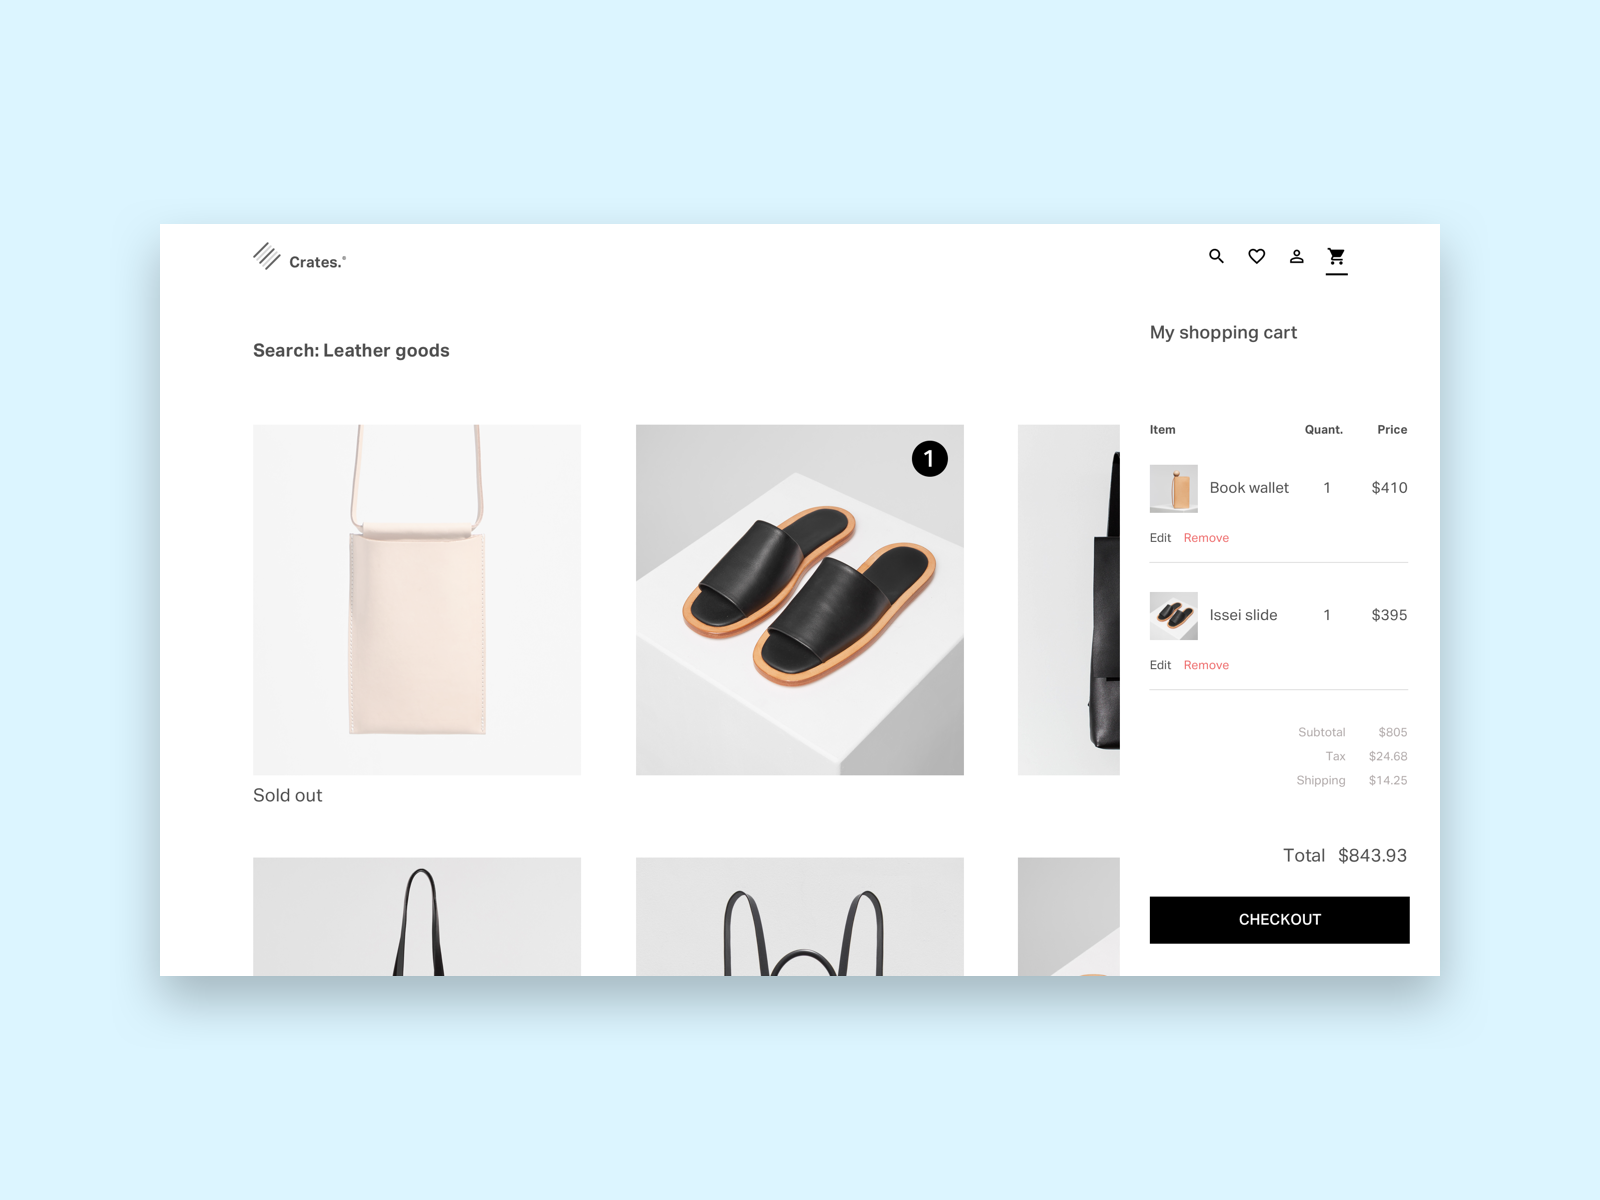 Crates.®
Search: Leather goods
1
Sold out
My shopping cart
Item Quant. Price
Book wallet 1 $410
Edit Remove
Issei slide 1 $395
Edit Remove
Subtotal $805
Tax $24.68
Shipping $14.25
Total $843.93
CHECKOUT